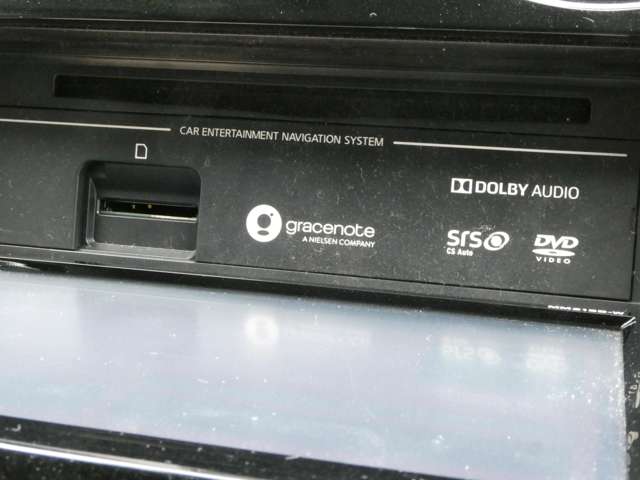 CAR ENTERTAINMENT NAVIGATION SYSTEM
DOLBY AUDIO
gracenote
A NIELSEN COMPANY
SRS
CS Auto
DVD
VIDEO